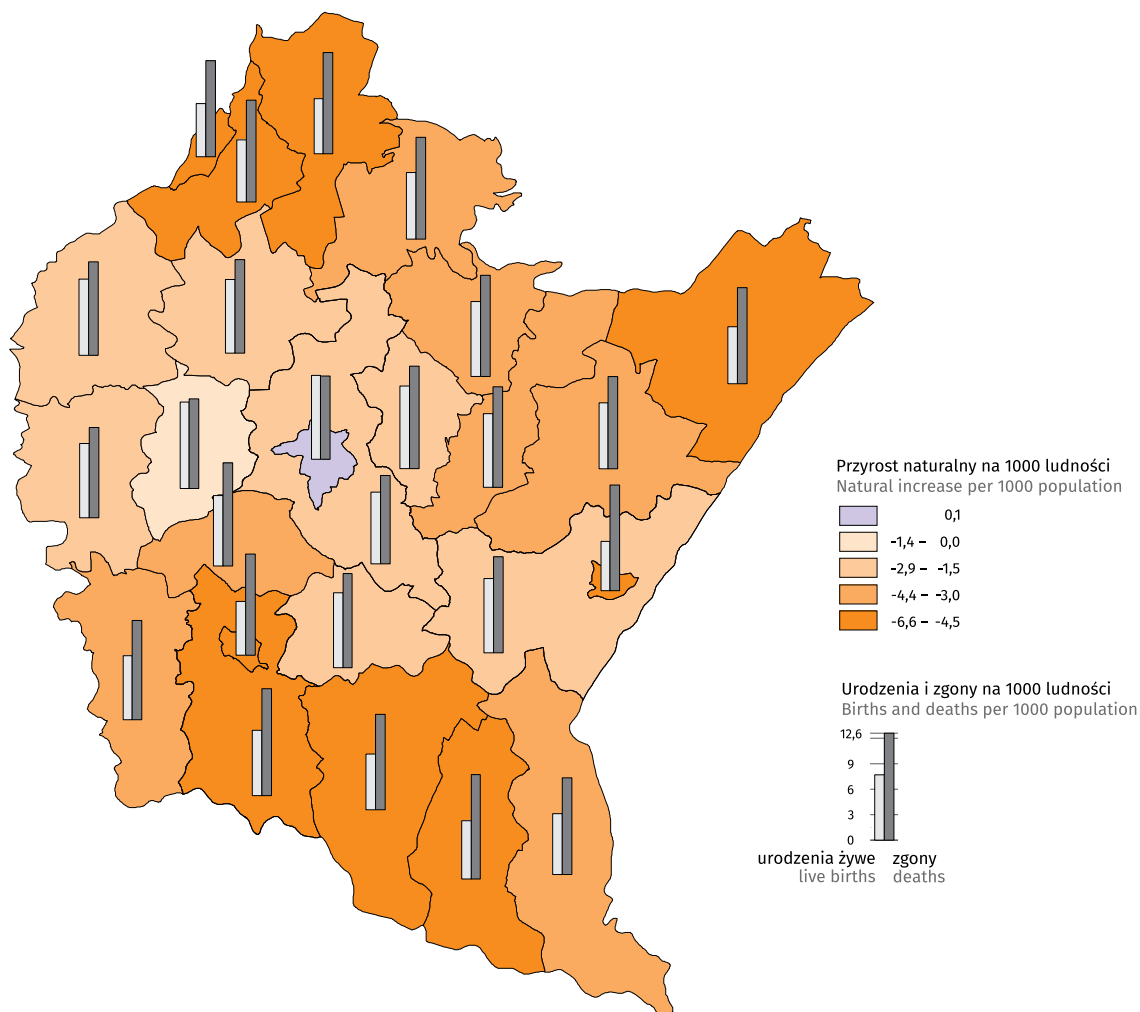 Przyrost naturalny na 1000 ludności
Natural increase per 1000 population
0,1
-1,4 – 0,0
-2,9 – -1,5
-4,4 – -3,0
-6,6 – -4,5
Urodzenia i zgony na 1000 ludności
Births and deaths per 1000 population
12,6
9
6
3
0
urodzenia żywe zgony
live births deaths